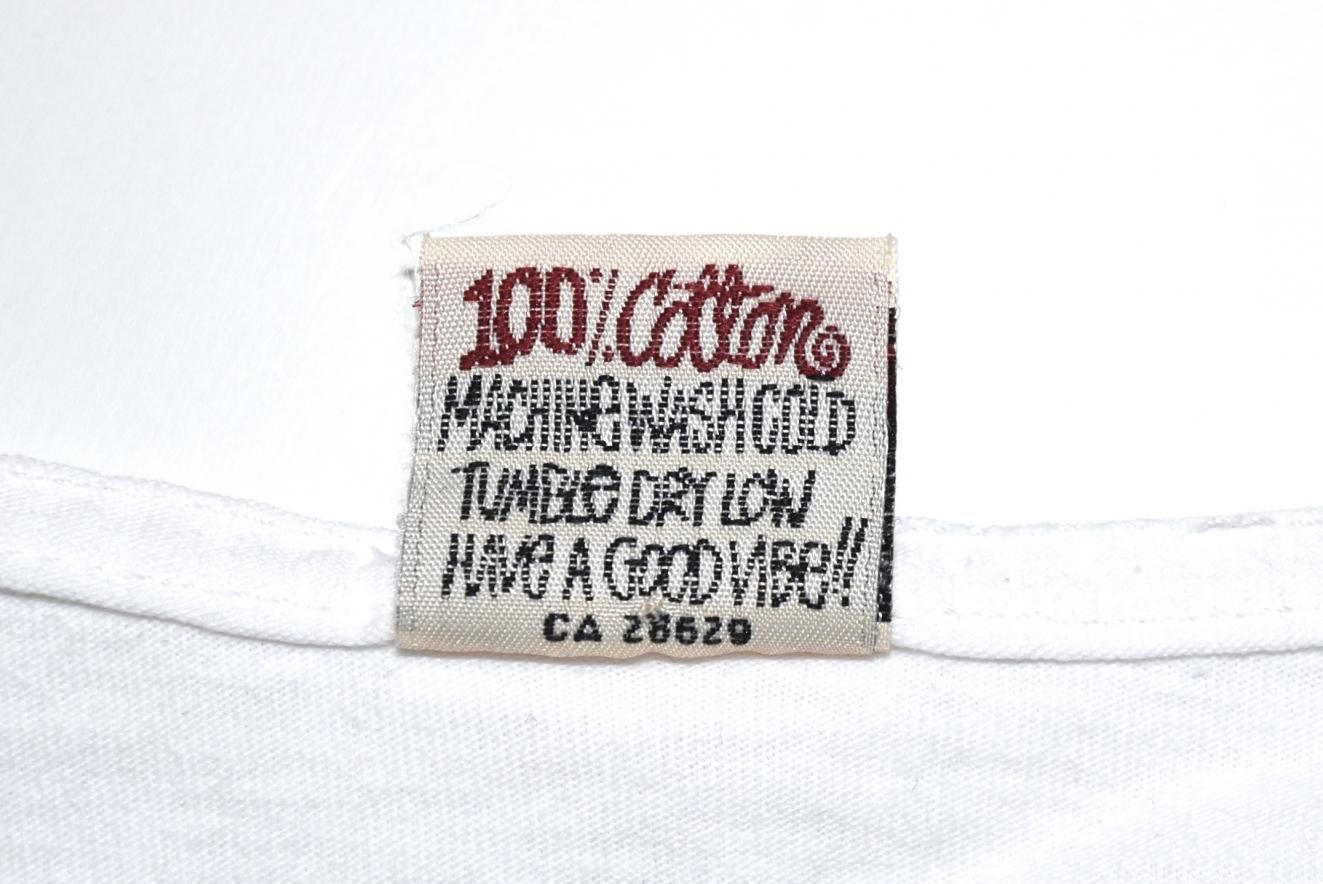 100% Cotton
MACHINE WASH COLD
TUMBLE DRY LOW
HAVE A GOOD VIBE!!
CA 28629